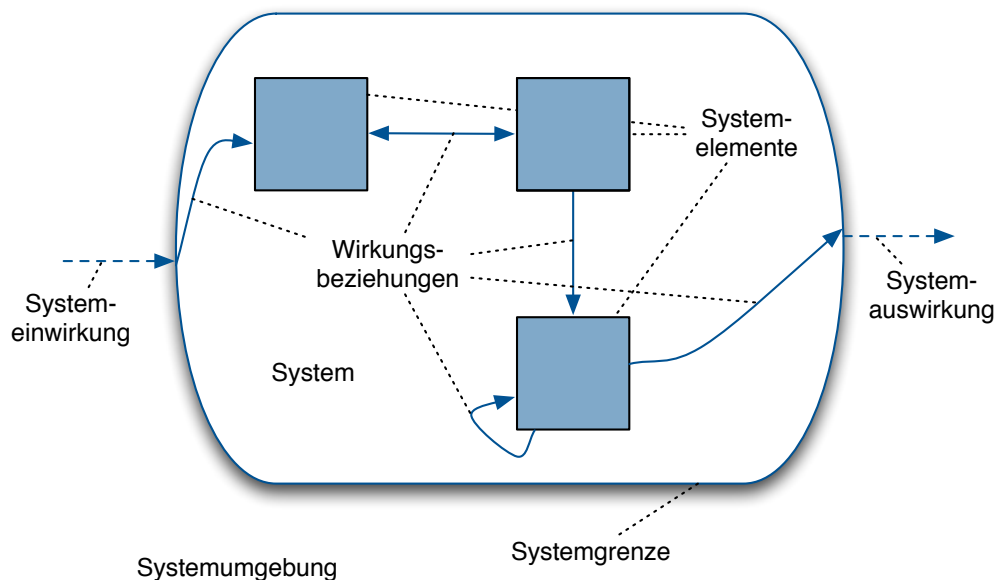 System-
elemente
Wirkungs-
beziehungen
System-
einwirkung
System-
auswirkung
System
Systemgrenze
Systemumgebung